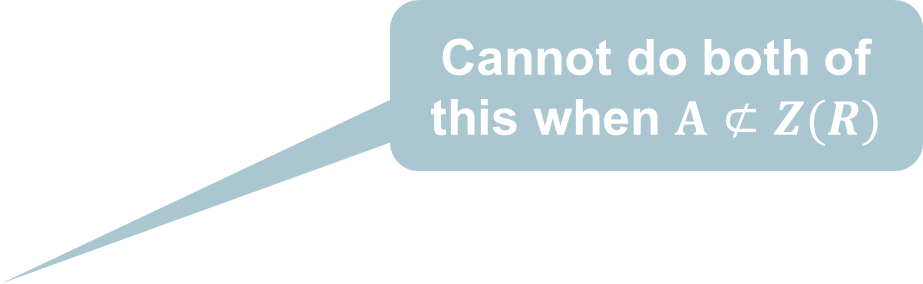 Cannot do both of
this when A ⊄ Z(R)